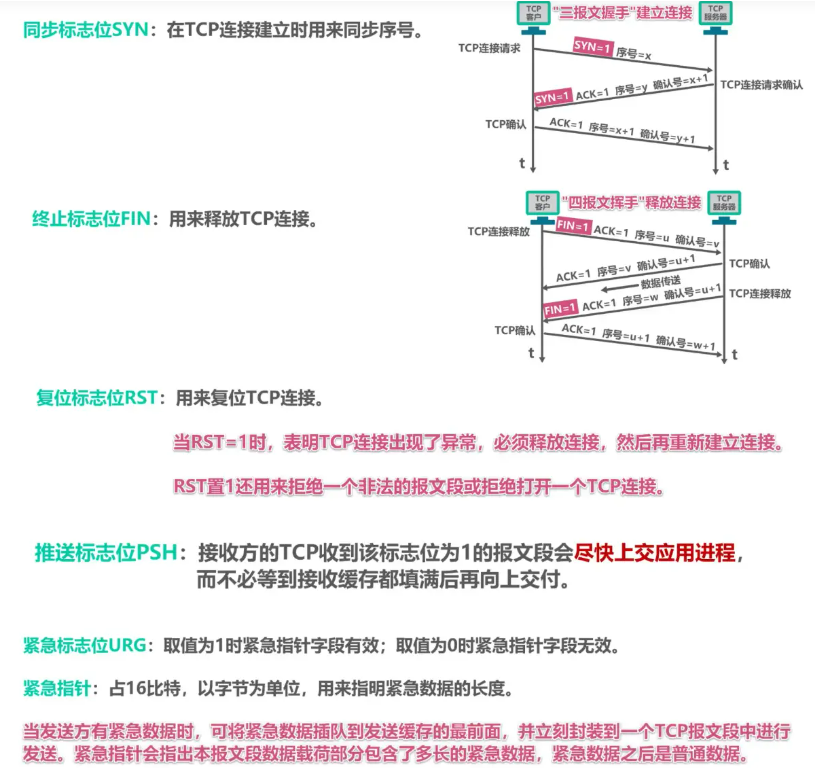 同步标志位SYN：在TCP连接建立时用来同步序号。
TCP
客户
"三报文握手"建立连接
TCP
服务器
TCP连接请求
SYN=1 序号=x
SYN=1 ACK=1 序号=y 确认号=x+1
TCP连接请求确认
TCP确认
ACK=1 序号=x+1 确认号=y+1
t
t
终止标志位FIN：用来释放TCP连接。
TCP
客户
"四报文挥手"释放连接
TCP
服务器
TCP连接释放
FIN=1 ACK=1 序号=u 确认号=v
ACK=1 序号=v 确认号=u+1
TCP确认
数据传送
FIN=1 ACK=1 序号=w 确认号=u+1
TCP连接释放
TCP确认
ACK=1 序号=u+1 确认号=w+1
t
t
复位标志位RST：用来复位TCP连接。
当RST=1时，表明TCP连接出现了异常，必须释放连接，然后再重新建立连接。
RST置1还用来拒绝一个非法的报文段或拒绝打开一个TCP连接。
推送标志位PSH：接收方的TCP收到该标志位为1的报文段会尽快上交应用进程，
而不必等到接收缓存都填满后再向上交付。
紧急标志位URG：取值为1时紧急指针字段有效；取值为0时紧急指针字段无效。
紧急指针：占16比特，以字节为单位，用来指明紧急数据的长度。
当发送方有紧急数据时，可将紧急数据插队到发送缓存的最前面，并立刻封装到一个TCP报文段中进行
发送。紧急指针会指出本报文段数据载荷部分包含了多长的紧急数据，紧急数据之后是普通数据。